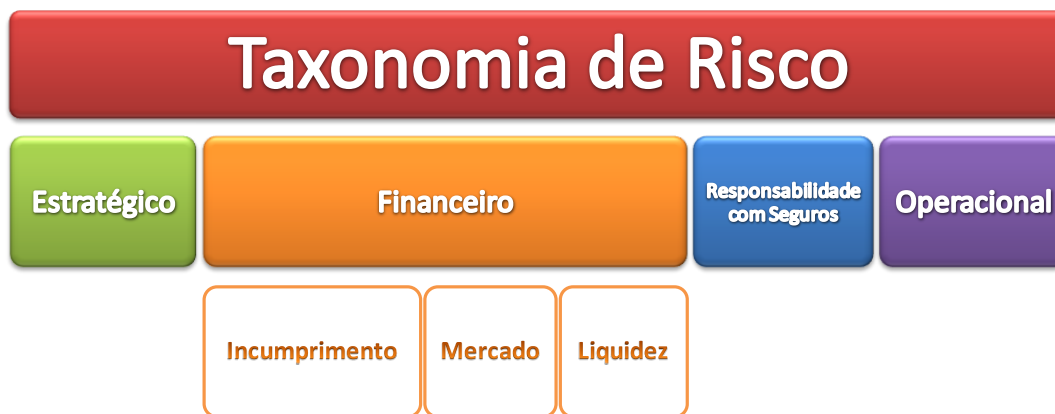 Taxonomia de Risco
Estratégico
Financeiro
Responsabilidade
com Seguros
Operacional
Incumprimento
Mercado
Liquidez